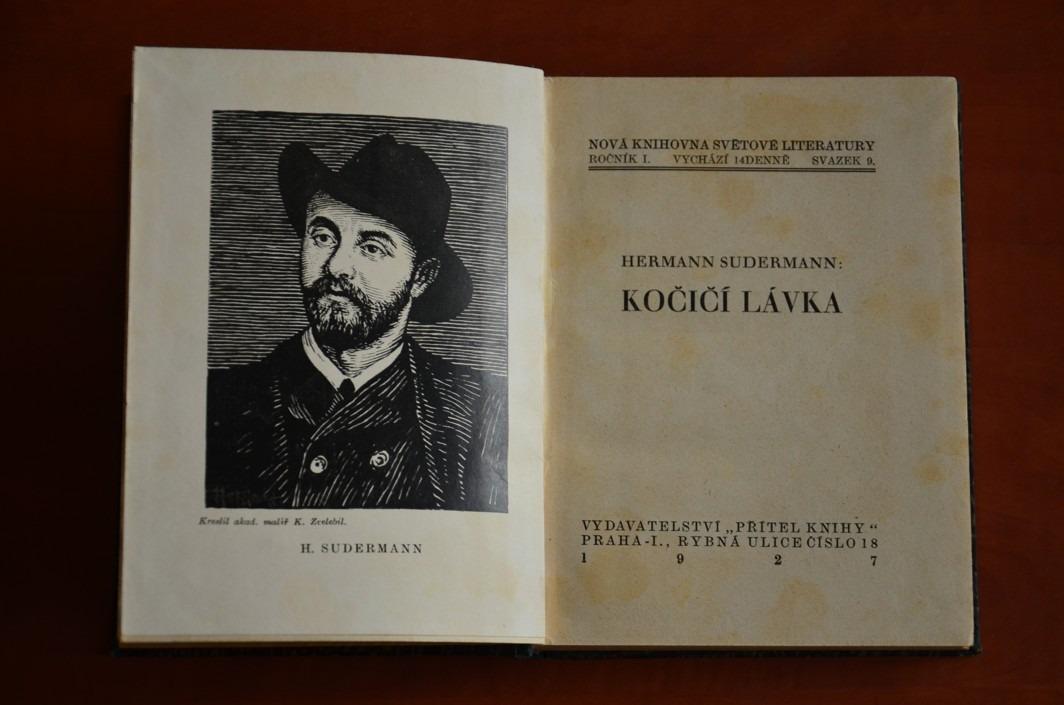 Kreslil akad. malíř K. Zvelebil.
H. SUDERMANN
NOVÁ KNIHOVNA SVĚTOVÉ LITERATURY
ROČNÍK I. VYCHÁZÍ 14DENNĚ SVAZEK 9.
HERMANN SUDERMANN:
KOČIČÍ LÁVKA
VYDAVATELSTVÍ „PŘÍTEL KNIHY“
PRAHA-I., RYBNÁ ULICE ČÍSLO 18
1 9 2 7